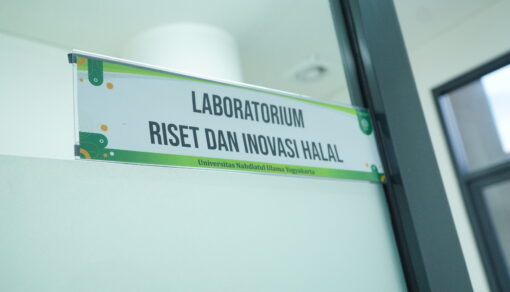 LABORATORIUM
RISET DAN INOVASI HALAL
Universitas Nahdlatul Ulama Yogyakarta